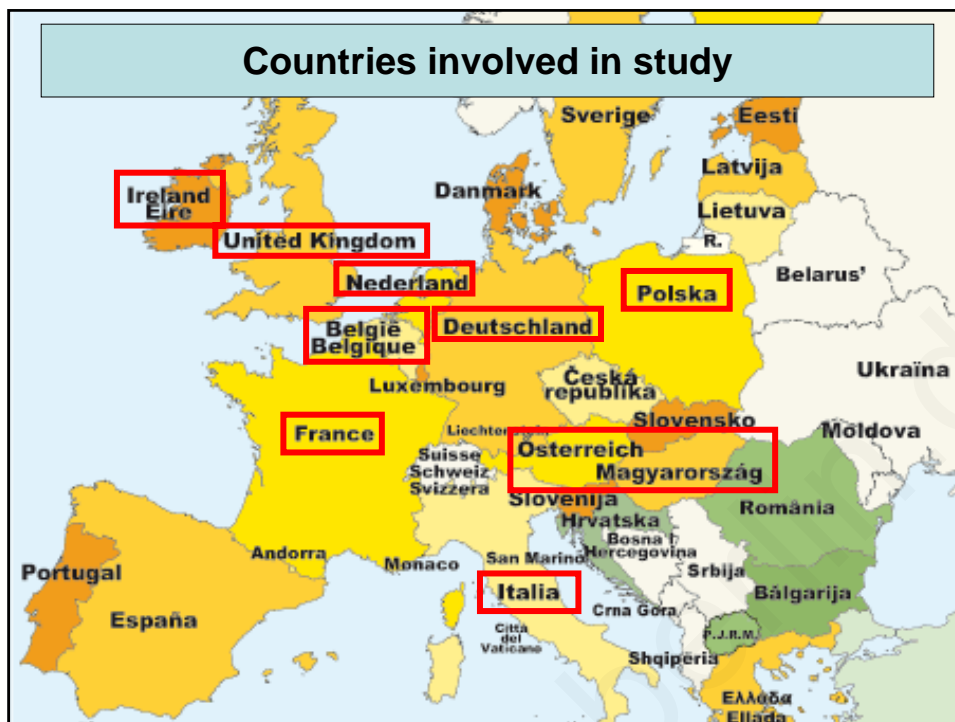 Countries involved in study
Sverige
Eesti
Latvija
Danmark
Ireland
Eire
Lietuva
R.
United Kingdom
Belarus'
Nederland
Polska
België
Belgique
Deutschland
Ukraïna
Luxembourg
Česká
republika
Slovensko
Moldova
France
Liechtenstein
Österreich
Suisse
Schweiz
Svizzera
Magyarország
Slovenija
România
Hrvatska
Bosna i
Hercegovina
Andorra
Monaco
San Marino
Srbija
Portugal
Italia
Bålgarija
Crna Gora
España
Città
del
Vaticano
P.J.R.M.
Shqipëria
Ελλάδα
Ellada